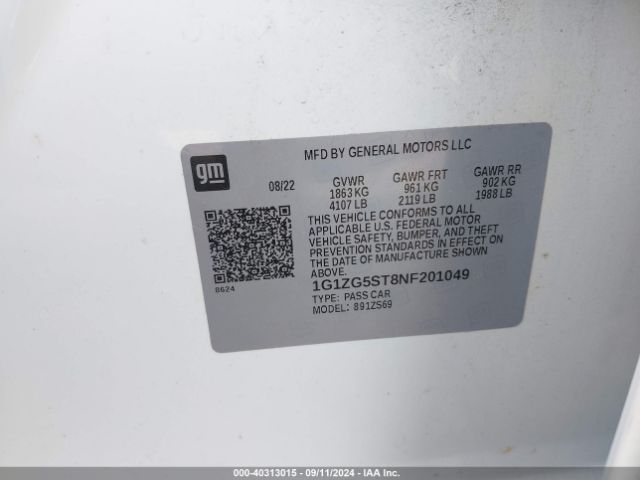 MFD BY GENERAL MOTORS LLC
gm
08/22
GVWR GAWR FRT GAWR RR
1863 KG 961 KG 902 KG
4107 LB 2119 LB 1988 LB
THIS VEHICLE CONFORMS TO ALL
APPLICABLE U.S. FEDERAL MOTOR
VEHICLE SAFETY, BUMPER, AND THEFT
PREVENTION STANDARDS IN EFFECT ON
THE DATE OF MANUFACTURE SHOWN
ABOVE.
8624
1G1ZG5ST8NF201049
TYPE: PASS CAR
MODEL: 891ZS69
000-40313015 - 09/11/2024 - IAA Inc.